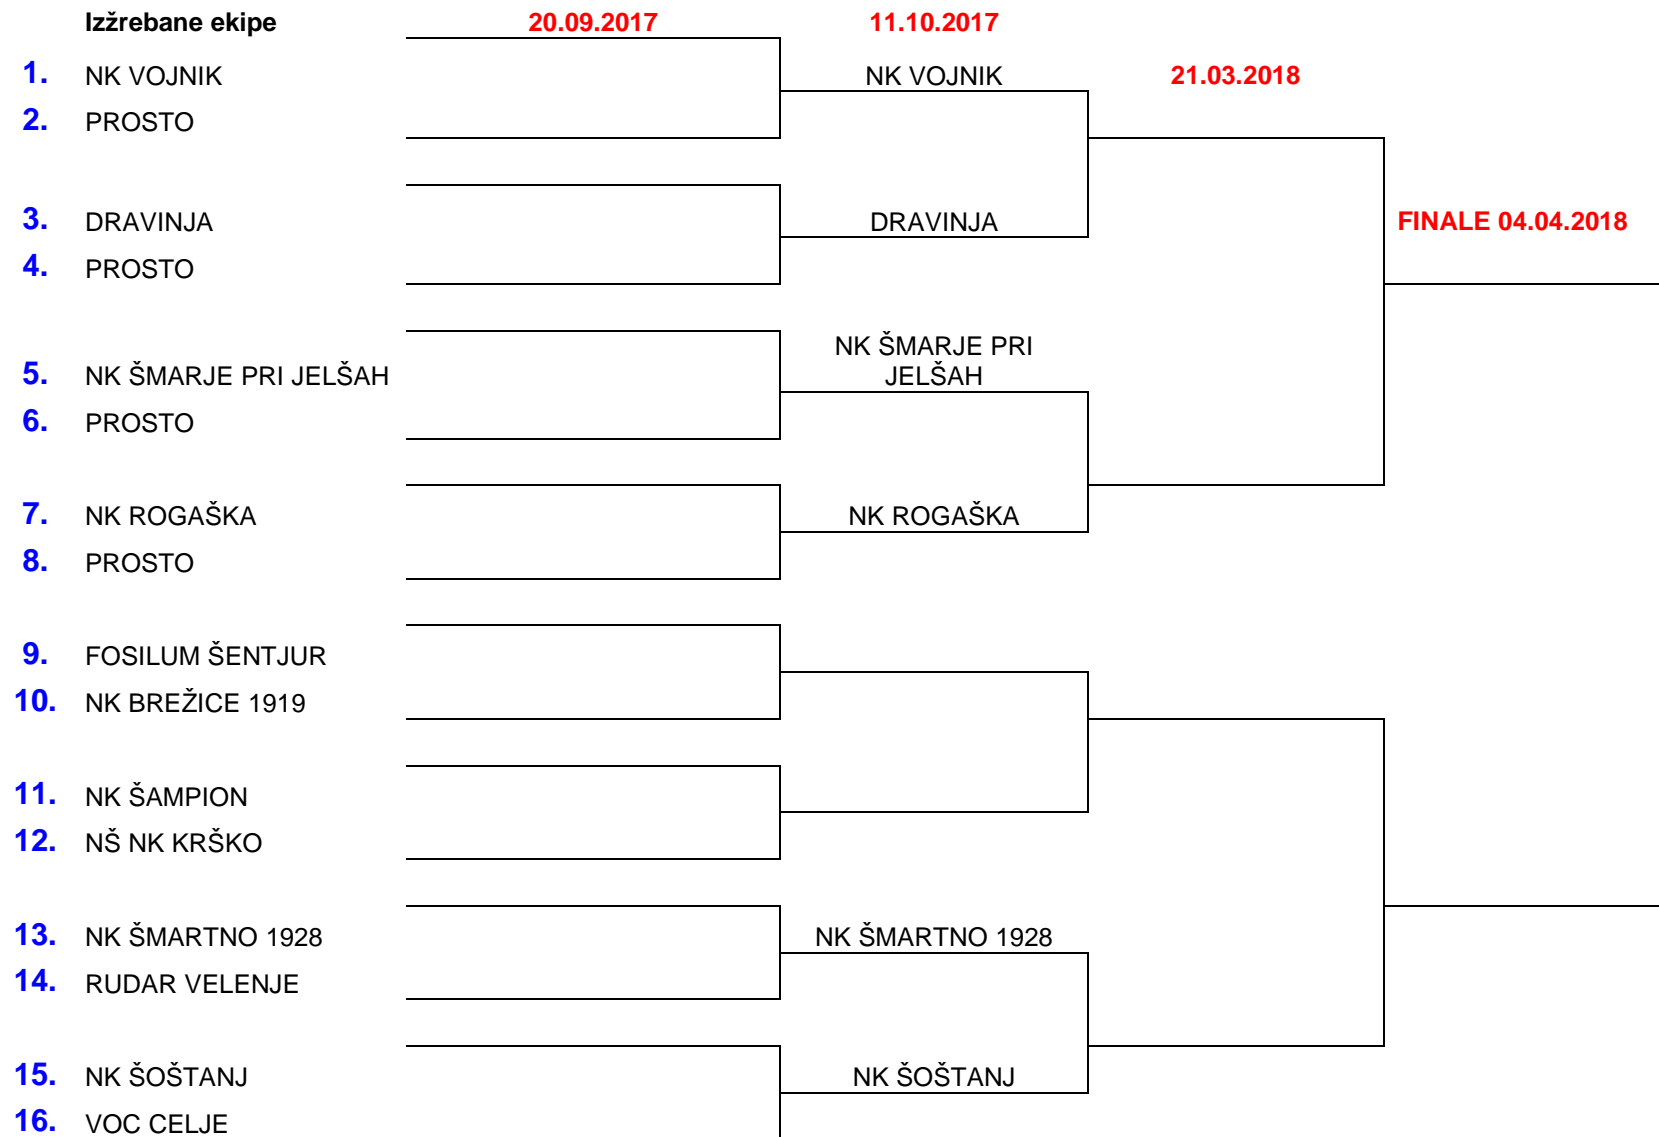 Izžrebane ekipe 20.09.2017 11.10.2017
1. NK VOJNIK NK VOJNIK 21.03.2018
2. PROSTO
3. DRAVINJA DRAVINJA FINALE 04.04.2018
4. PROSTO
NK ŠMARJE PRI
5. NK ŠMARJE PRI JELŠAH JELŠAH
6. PROSTO
7. NK ROGAŠKA NK ROGAŠKA
8. PROSTO
9. FOSILUM ŠENTJUR
10. NK BREŽICE 1919
11. NK ŠAMPION
12. NŠ NK KRŠKO
13. NK ŠMARTNO 1928 NK ŠMARTNO 1928
14. RUDAR VELENJE
15. NK ŠOŠTANJ NK ŠOŠTANJ
16. VOC CELJE